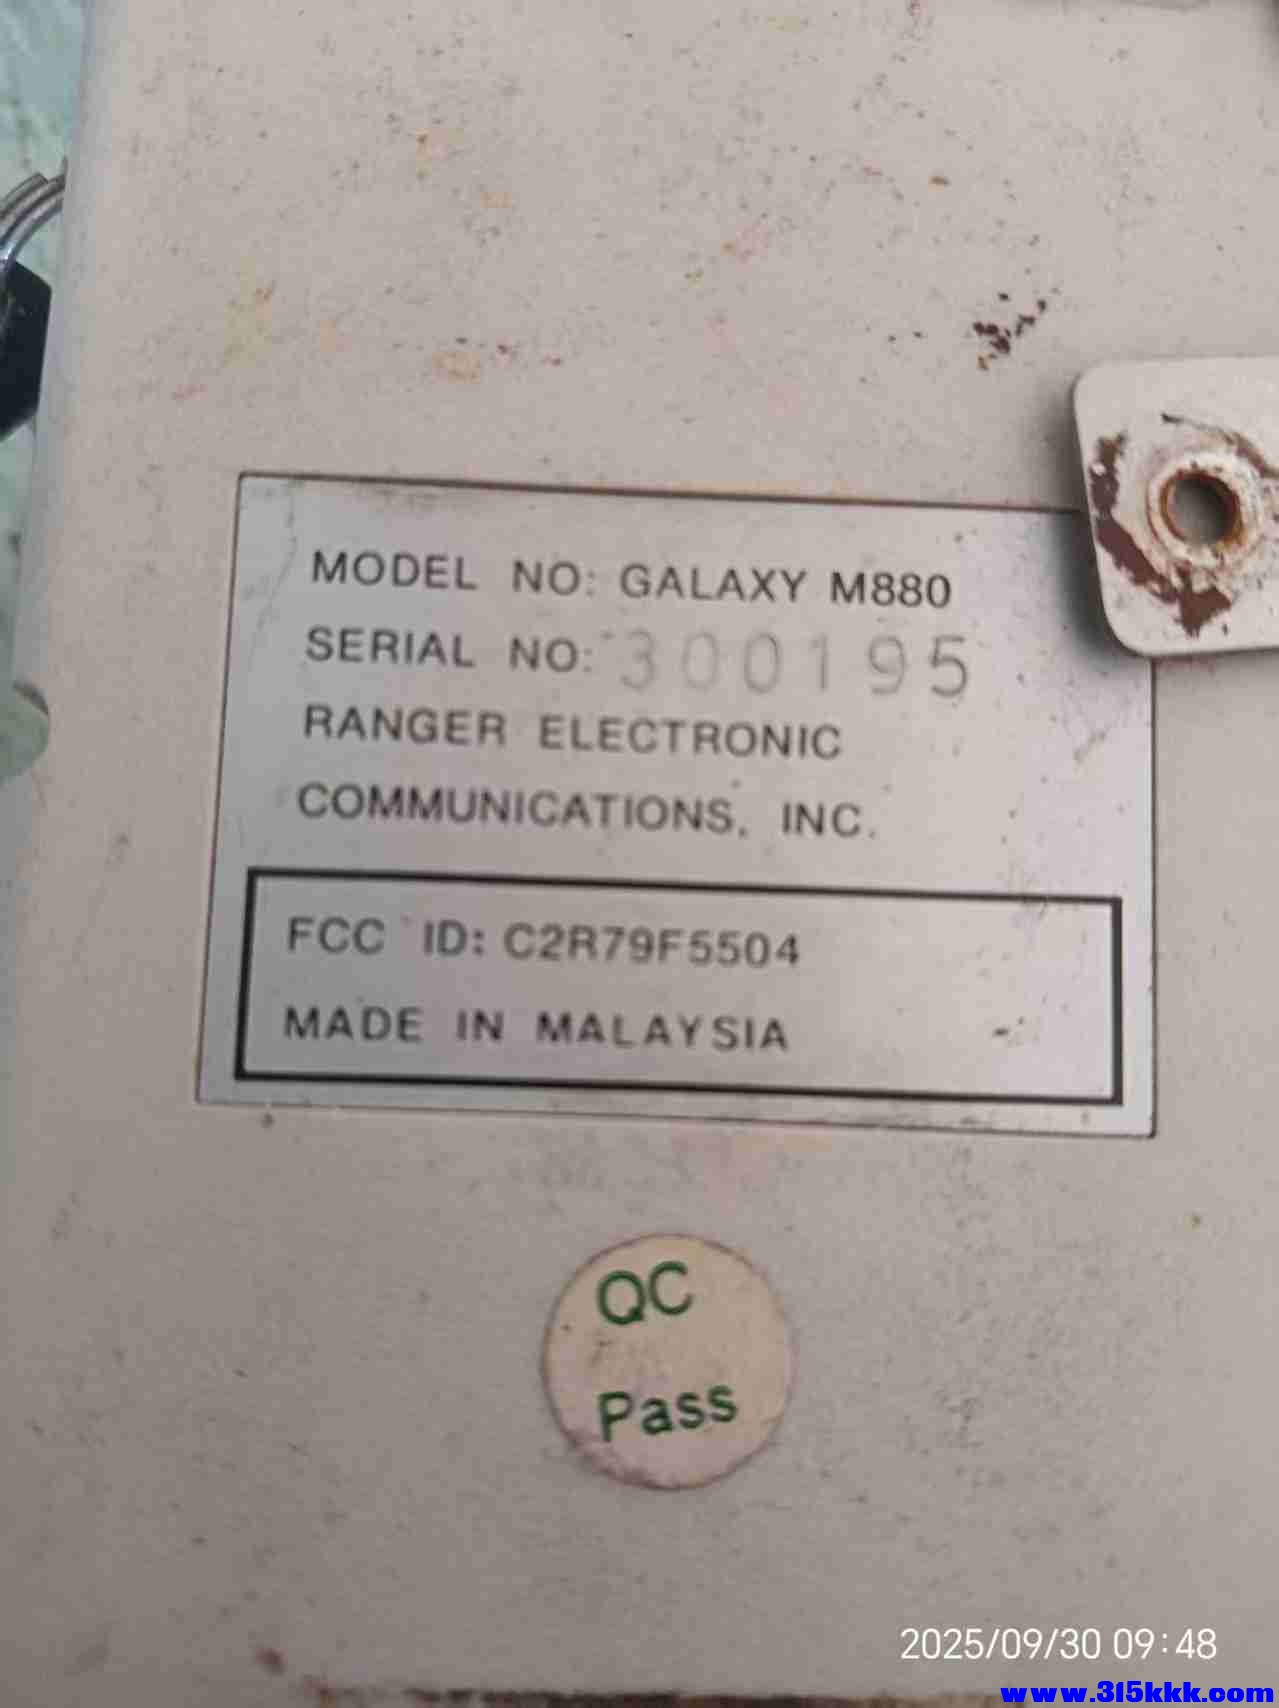 MODEL NO: GALAXY M880
SERIAL NO: 300195
RANGER ELECTRONIC
COMMUNICATIONS, INC.
FCC ID: C2R79F5504
MADE IN MALAYSIA
QC
Pass
2025/09/30 09:48
www.315kkk.com